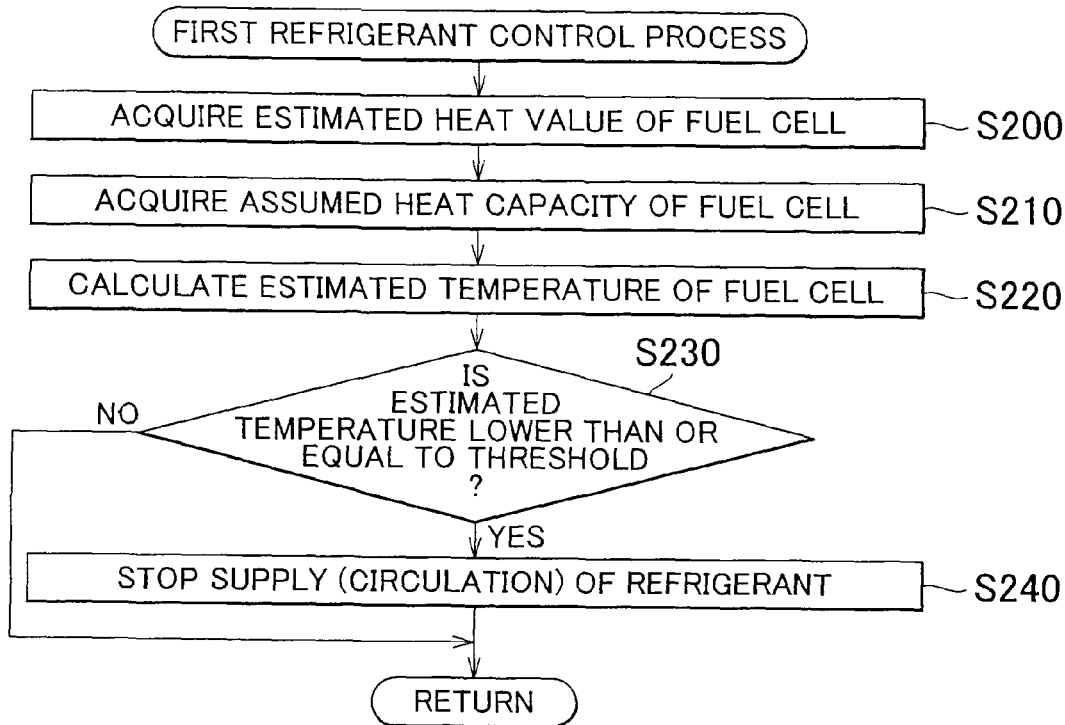 FIRST REFRIGERANT CONTROL PROCESS
ACQUIRE ESTIMATED HEAT VALUE OF FUEL CELL
S200
ACQUIRE ASSUMED HEAT CAPACITY OF FUEL CELL
S210
CALCULATE ESTIMATED TEMPERATURE OF FUEL CELL
S220
S230
IS
ESTIMATED
TEMPERATURE LOWER THAN OR
EQUAL TO THRESHOLD
?
NO
YES
STOP SUPPLY (CIRCULATION) OF REFRIGERANT
S240
RETURN